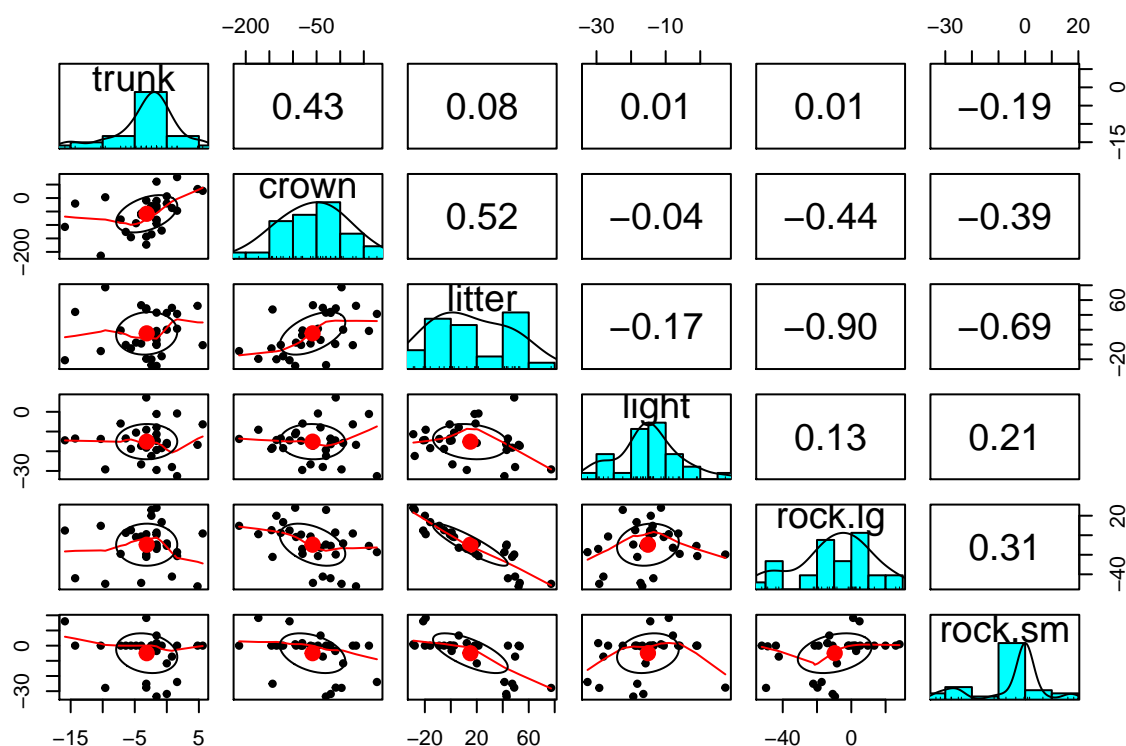 −200 −50 −30 −10 −30 0 20
trunk 0.43 0.08 0.01 0.01 −0.19 −15 0
0 −200 crown 0.52 −0.04 −0.44 −0.39
litter −0.17 −0.90 −0.69 −20 60
0 −30 light 0.13 0.21
rock.lg 0.31 −40 20
0 −30 rock.sm
−15 −5 5 −20 20 60 −40 0